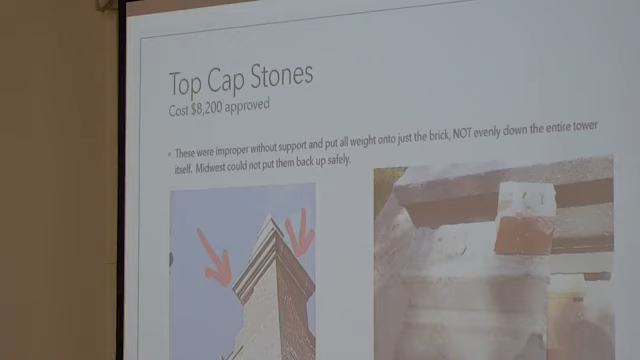 Top Cap Stones
Cost $8,200 approved
• These were improper without support and put all weight onto just the brick, NOT evenly down the entire tower
itself. Midwest could not put them back up safely.